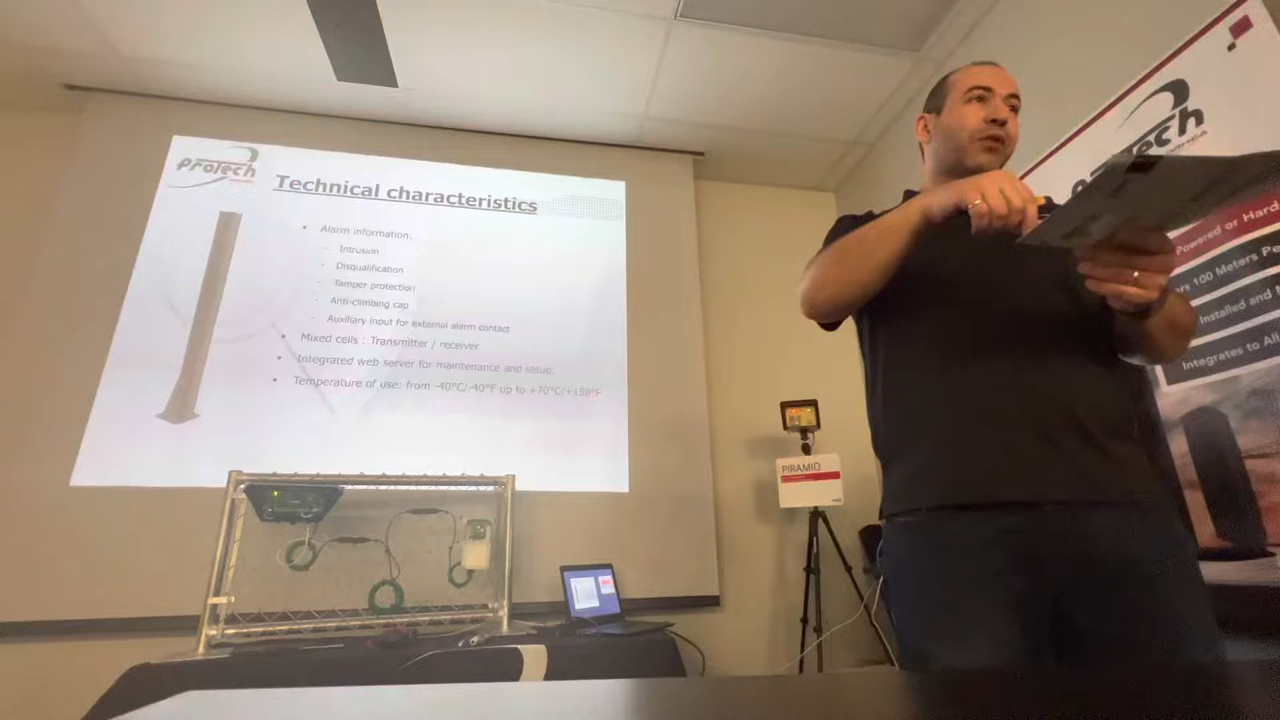 Protech
Technical characteristics
• Alarm information.
- Intrusion
- Disqualification
- Tamper protection
- Anti-climbing cap
- Auxiliary input for external alarm contact
• Mixed cells : Transmitter / receiver
• Integrated web server for maintenance and setup.
• Temperature of use: from -40°C/-40°F up to +70°C/+158°F
PIRAMID
tech
Powered or Hard
ers 100 Meters Pe
Installed and
Integrates to All